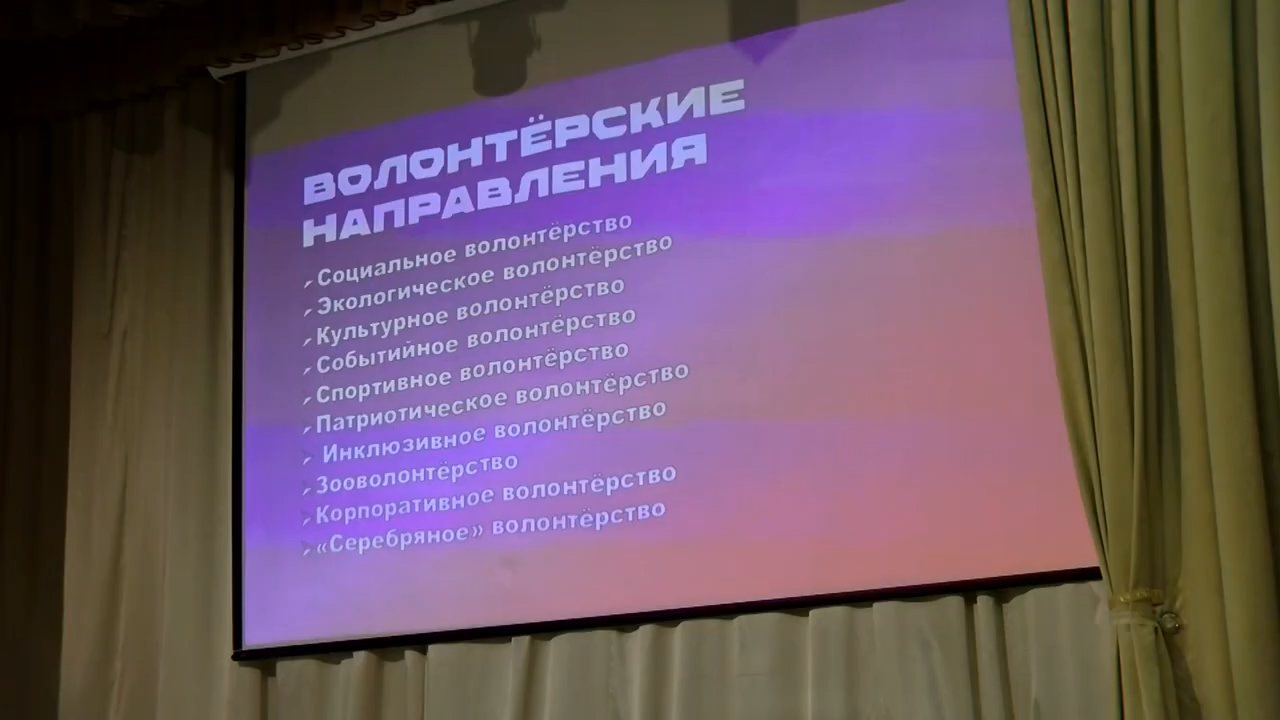 ВОЛОНТЁРСКИЕ
НАПРАВЛЕНИЯ
Социальное волонтёрство
Экологическое волонтёрство
Культурное волонтёрство
Событийное волонтёрство
Спортивное волонтёрство
Патриотическое волонтёрство
Инклюзивное волонтёрство
Зооволонтёрство
Корпоративное волонтёрство
«Серебряное» волонтёрство